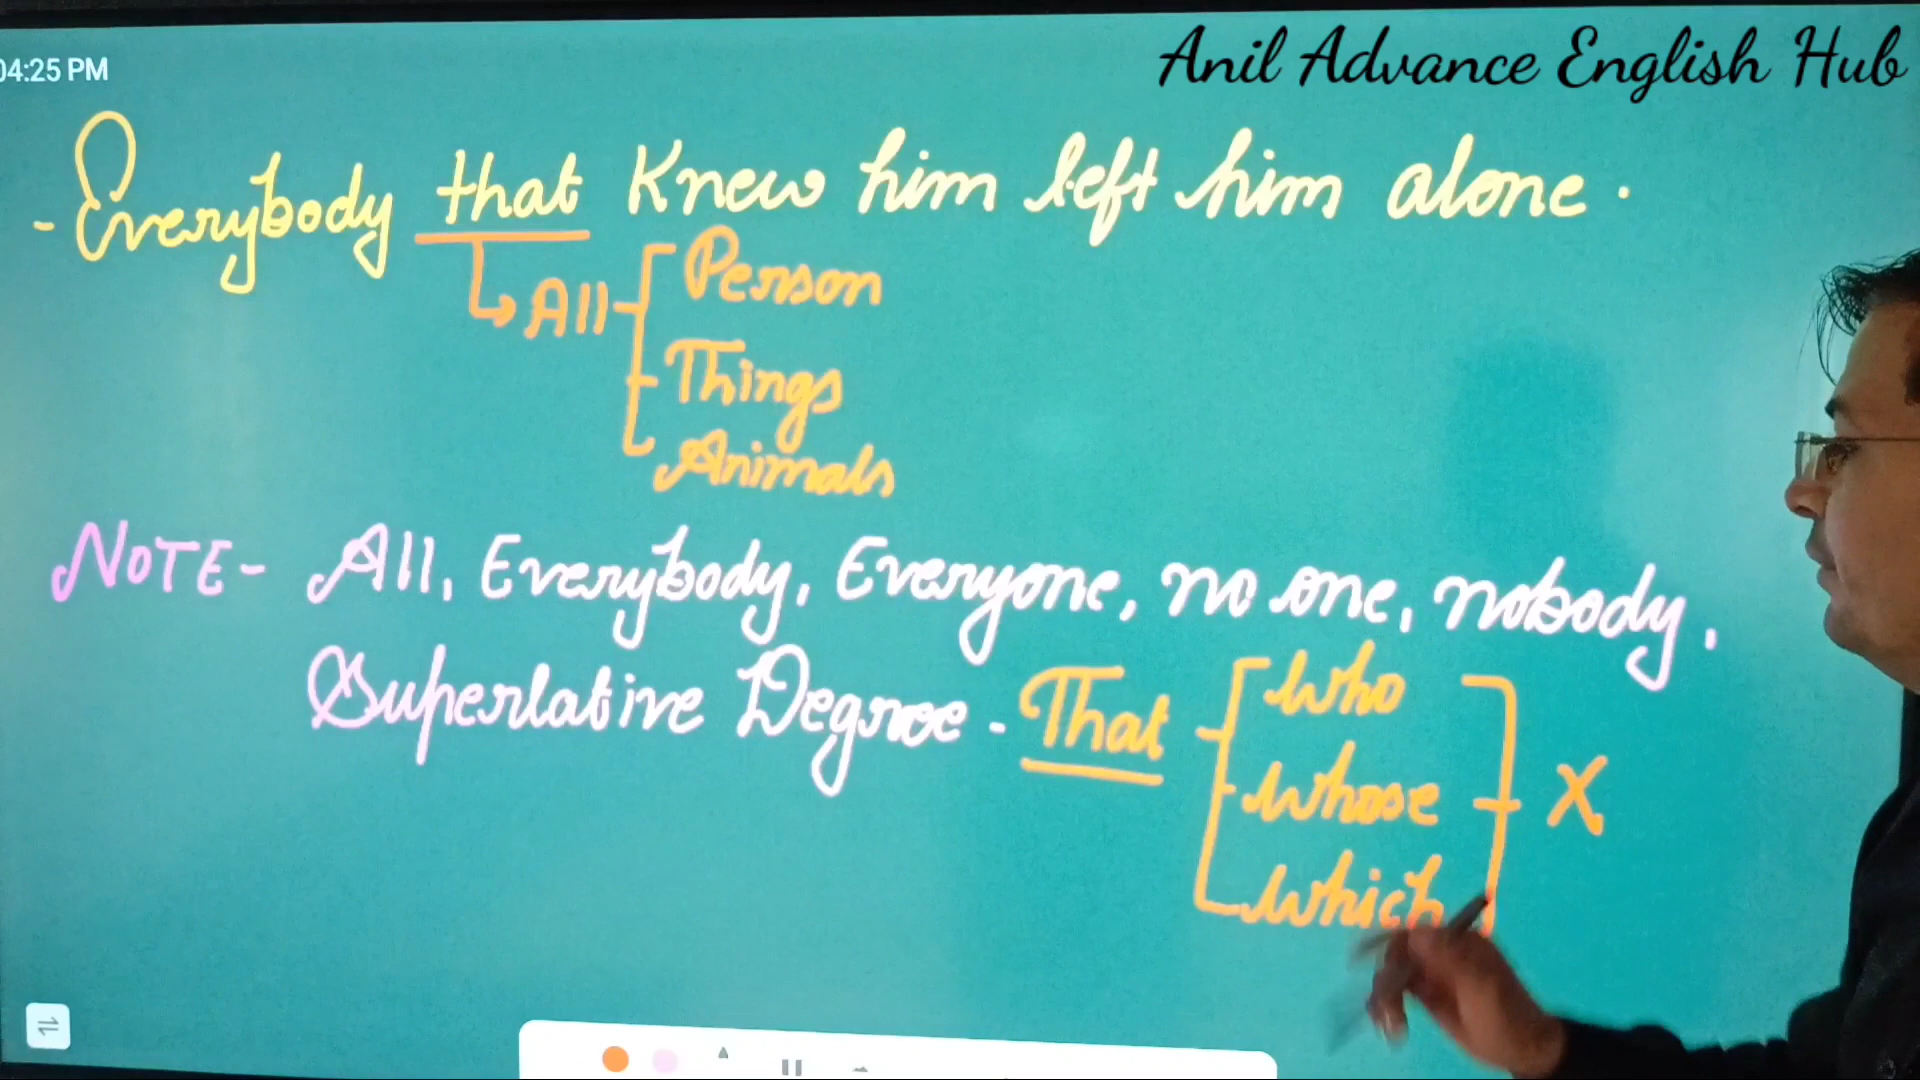 04:25 PM
Anil Advance English Hub
- Everybody that Knew him left him alone.
All
Person
Things
Animals
NOTE- All, Everybody, Everyone, no one, nobody,
Superlative Degree - That
Who
Whose
Which
X